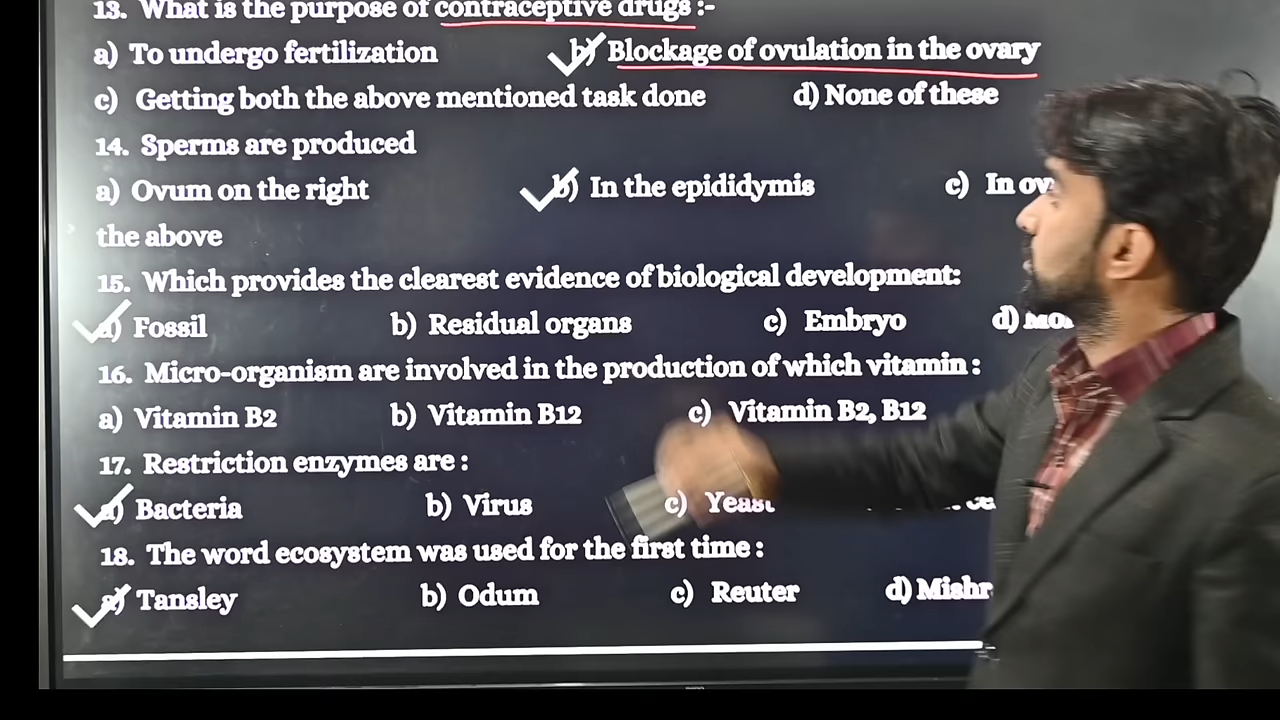 13. What is the purpose of contraceptive drugs :-
a) To undergo fertilization b) Blockage of ovulation in the ovary
c) Getting both the above mentioned task done d) None of these
14. Sperms are produced
a) Ovum on the right b) In the epididymis c) In
the above
15. Which provides the clearest evidence of biological development:
a) Fossil b) Residual organs c) Embryo d)
16. Micro-organism are involved in the production of which vitamin :
a) Vitamin B2 b) Vitamin B12 c) Vitamin B2, B12
17. Restriction enzymes are :
a) Bacteria b) Virus c) Yeast
18. The word ecosystem was used for the first time :
a) Tansley b) Odum c) Reuter d)